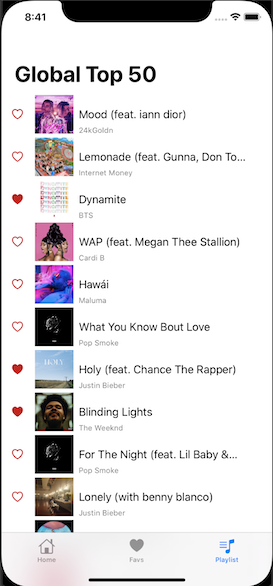 8:41
Global Top 50
Mood (feat. iann dior)
24kGoldn
Lemonade (feat. Gunna, Don To...
Internet Money
Dynamite
BTS
WAP (feat. Megan Thee Stallion)
Cardi B
Hawái
Maluma
What You Know Bout Love
Pop Smoke
HOLY
Holy (feat. Chance The Rapper)
Justin Bieber
Blinding Lights
The Weeknd
For The Night (feat. Lil Baby &...
Pop Smoke
Lonely (with benny blanco)
Justin Bieber
Home
Favs
Playlist